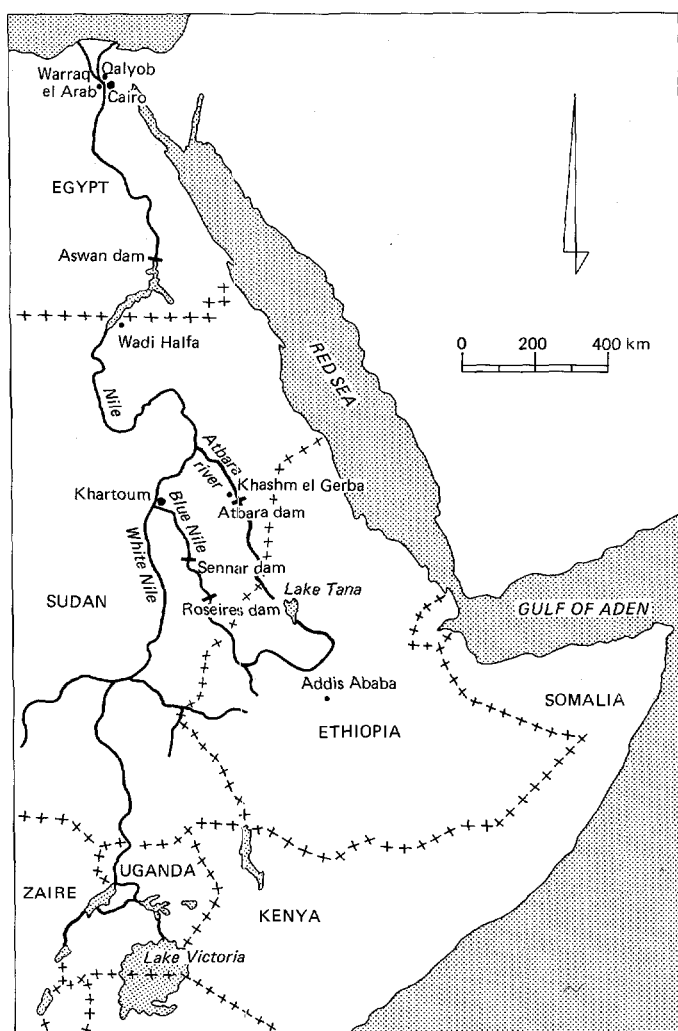 Qalyob
Warraq
el Arab
Cairo
EGYPT
Aswan dam
Wadi Halfa
Nile
RED SEA
0 200 400 km
Atbara
river
Khashm el Gerba
Atbara dam
Khartoum
Blue Nile
White Nile
Sennar dam
Lake Tana
SUDAN
Roseires dam
GULF OF ADEN
Addis Ababa
SOMALIA
ETHIOPIA
UGANDA
ZAIRE
KENYA
Lake Victoria